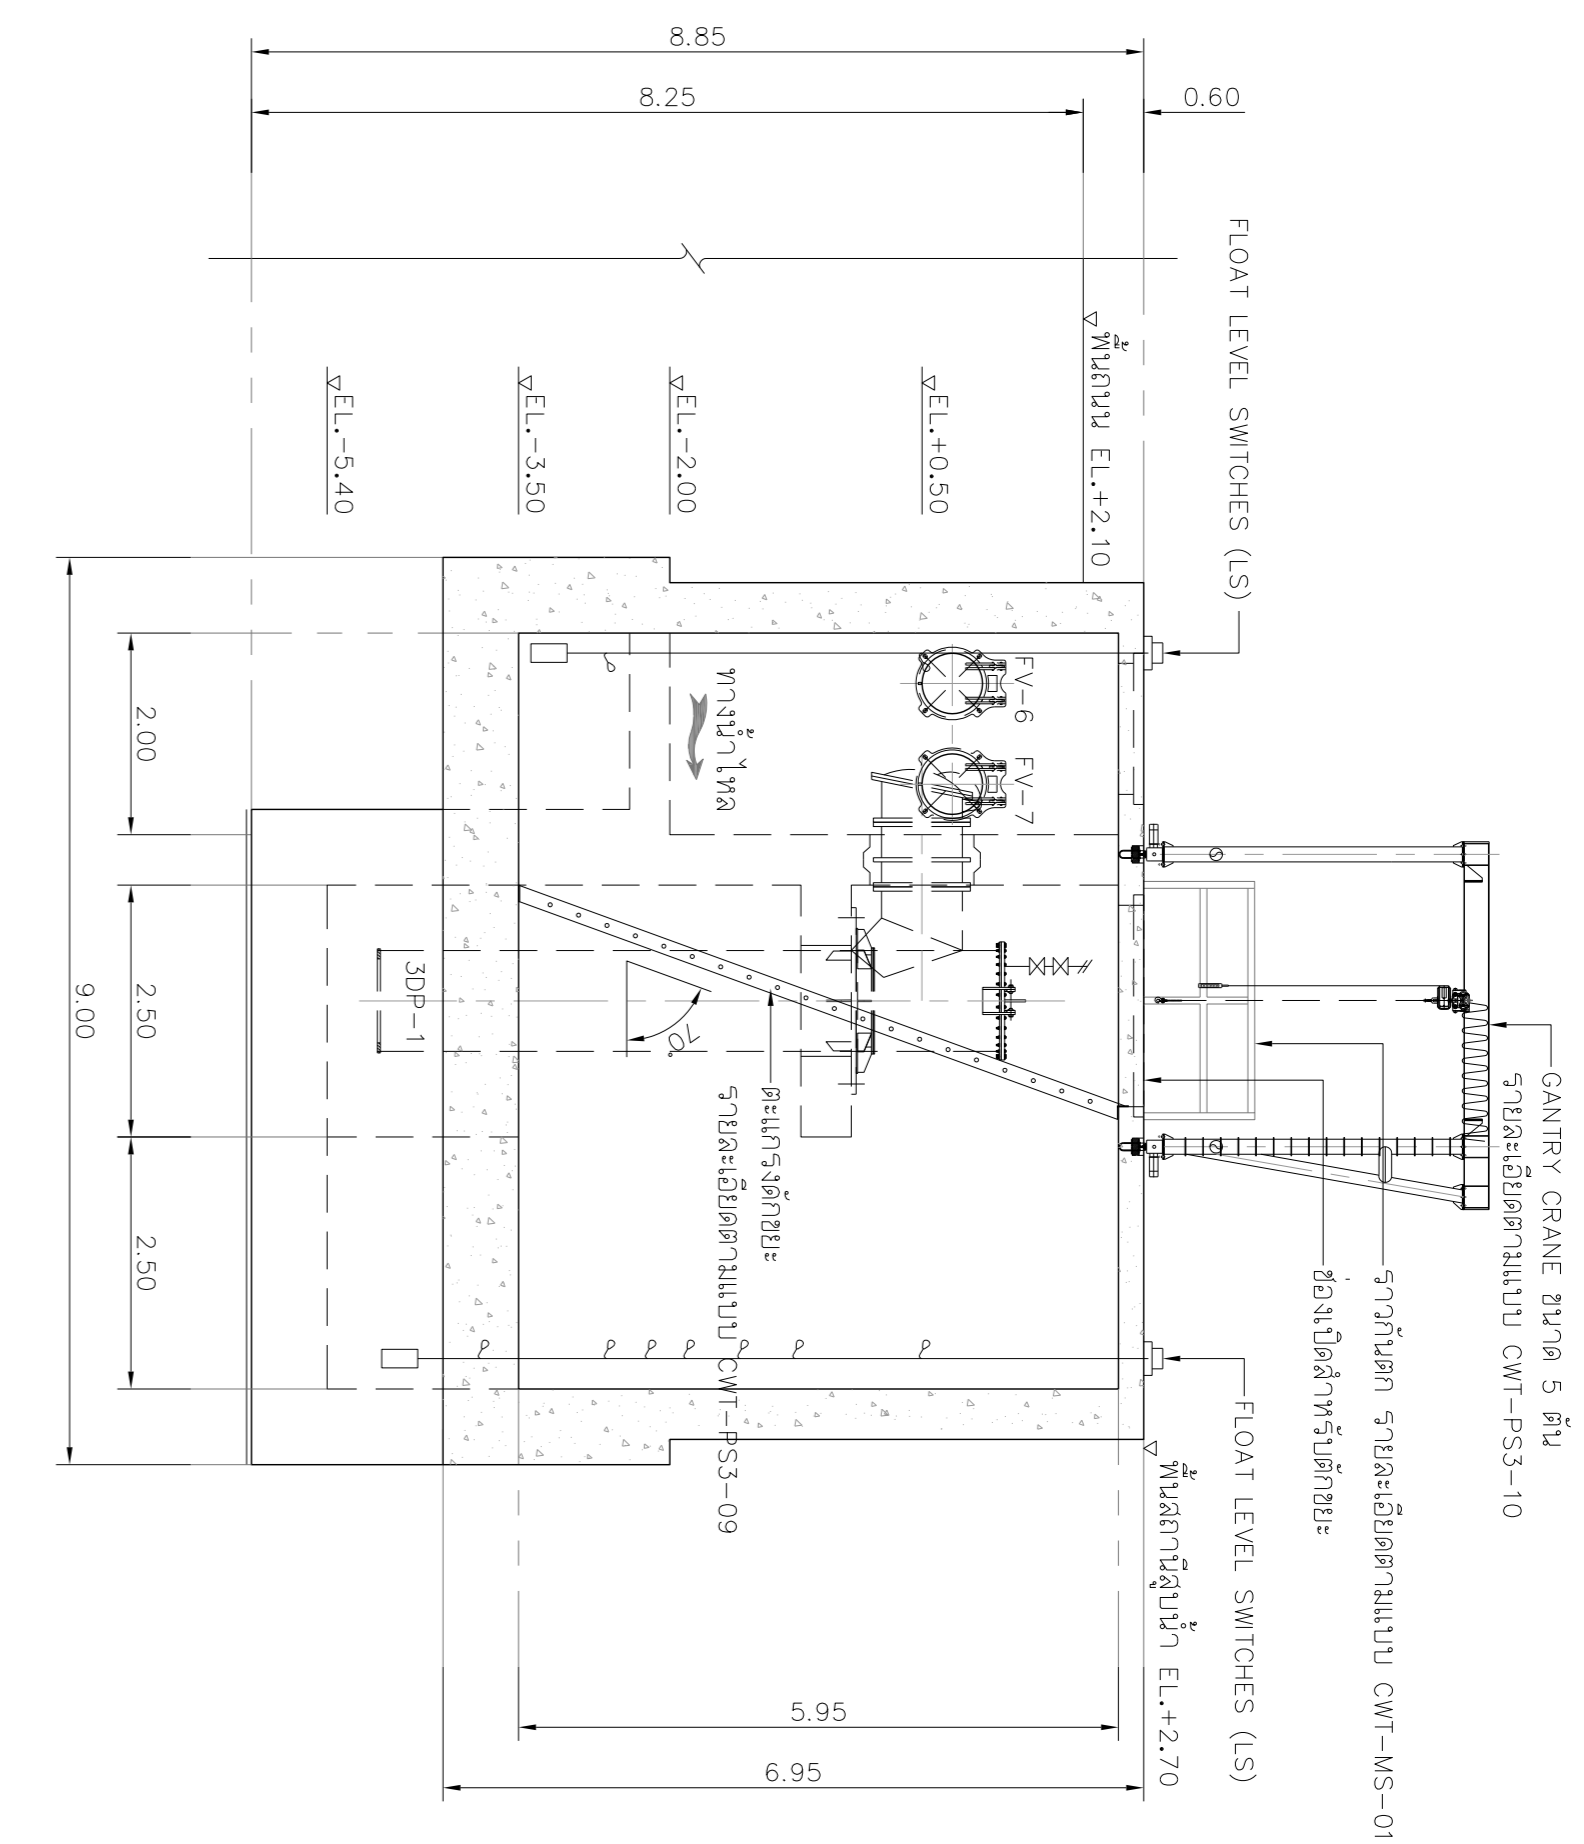 GANTRY CRANE ขนาด 5 ตัน
รายละเอียดตามแบบ CWT-PS3-10
ราวกันตก รายละเอียดตามแบบ CWT-MS-01
ช่องเปิดสำหรับตักขยะ
FLOAT LEVEL SWITCHES (LS)
FLOAT LEVEL SWITCHES (LS)
พื้นสถานีสูบน้ำ EL.+2.70
พื้นถนน EL.+2.10
EL.+0.50
EL.-2.00
EL.-3.50
EL.-5.40
FV-6
FV-7
ทางน้ำไหล
ตะแกรงดักขยะ
รายละเอียดตามแบบ CWT-PS3-09
70°
3DP-1
0.60
8.25
8.85
5.95
6.95
2.00
2.50
2.50
9.00